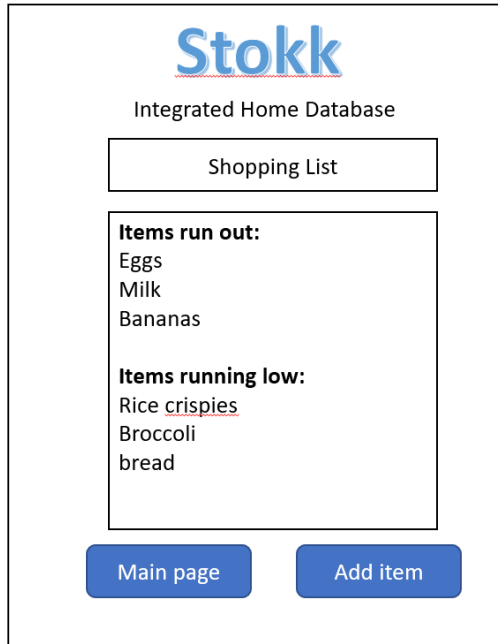 Stokk
Integrated Home Database
Shopping List
Items run out:
Eggs
Milk
Bananas
Items running low:
Rice crispies
Broccoli
bread
Main page
Add item